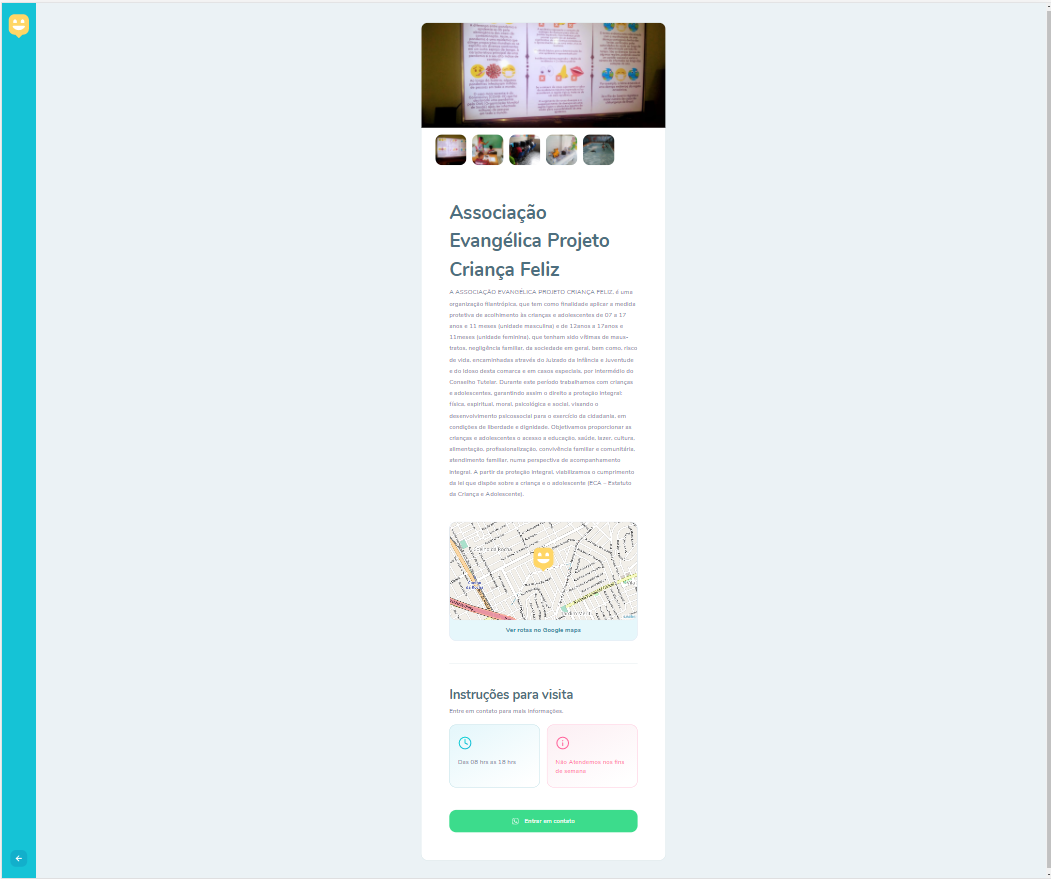 Associação
Evangélica Projeto
Criança Feliz
A ASSOCIAÇÃO EVANGÉLICA PROJETO CRIANÇA FELIZ, é uma
organização filantrópica, que tem como finalidade aplicar a medida
protetiva de acolhimento às crianças e adolescentes de 07 a 17
anos e 11 meses (unidade masculina) e de 12anos a 17anos e
11meses (unidade feminina), que tenham sido vítimas de maus-
tratos, negligência familiar, da sociedade em geral, bem como, risco
de vida, encaminhadas através do Juizado da Infância e Juventude
e do Idoso desta comarca e em casos especiais, por intermédio do
Conselho Tutelar. Durante este período trabalhamos com crianças
e adolescentes, garantindo assim o direito a proteção integral:
física, espiritual, moral, psicológica e social, visando o
desenvolvimento psicossocial para o exercício da cidadania, em
condições de liberdade e dignidade. Objetivamos proporcionar as
crianças e adolescentes o acesso a educação, saúde, lazer, cultura,
alimentação, profissionalização, convivência familiar e comunitária,
atendimento familiar, numa perspectiva de acompanhamento
integral. A partir da proteção integral, viabilizamos o cumprimento
da lei que dispõe sobre a criança e o adolescente (ECA – Estatuto
da Criança e Adolescente).
Ver rotas no Google maps
Instruções para visita
Entre em contato para mais informações.
Das 08 hrs as 18 hrs
Não Atendemos nos fins
de semana
Entrar em contato